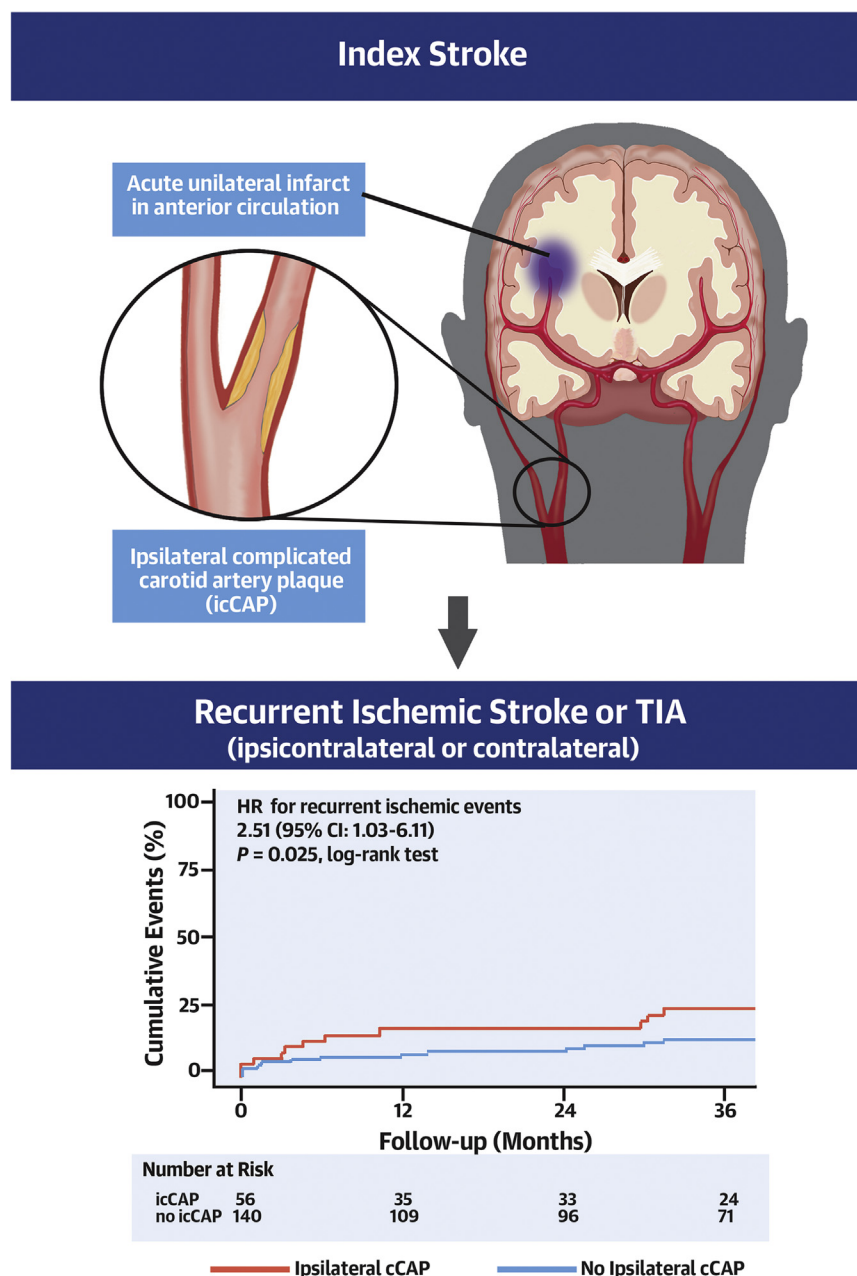 Index Stroke
Acute unilateral infarct
in anterior circulation
Ipsilateral complicated
carotid artery plaque
(icCAP)
Recurrent Ischemic Stroke or TIA
(ipsicontralateral or contralateral)
HR for recurrent ischemic events
2.51 (95% CI: 1.03-6.11)
P = 0.025, log-rank test
Cumulative Events (%)
100
75
50
25
0
0 12 24 36
Follow-up (Months)
Number at Risk
icCAP 56 35 33 24
no icCAP 140 109 96 71
Ipsilateral cCAP No Ipsilateral cCAP